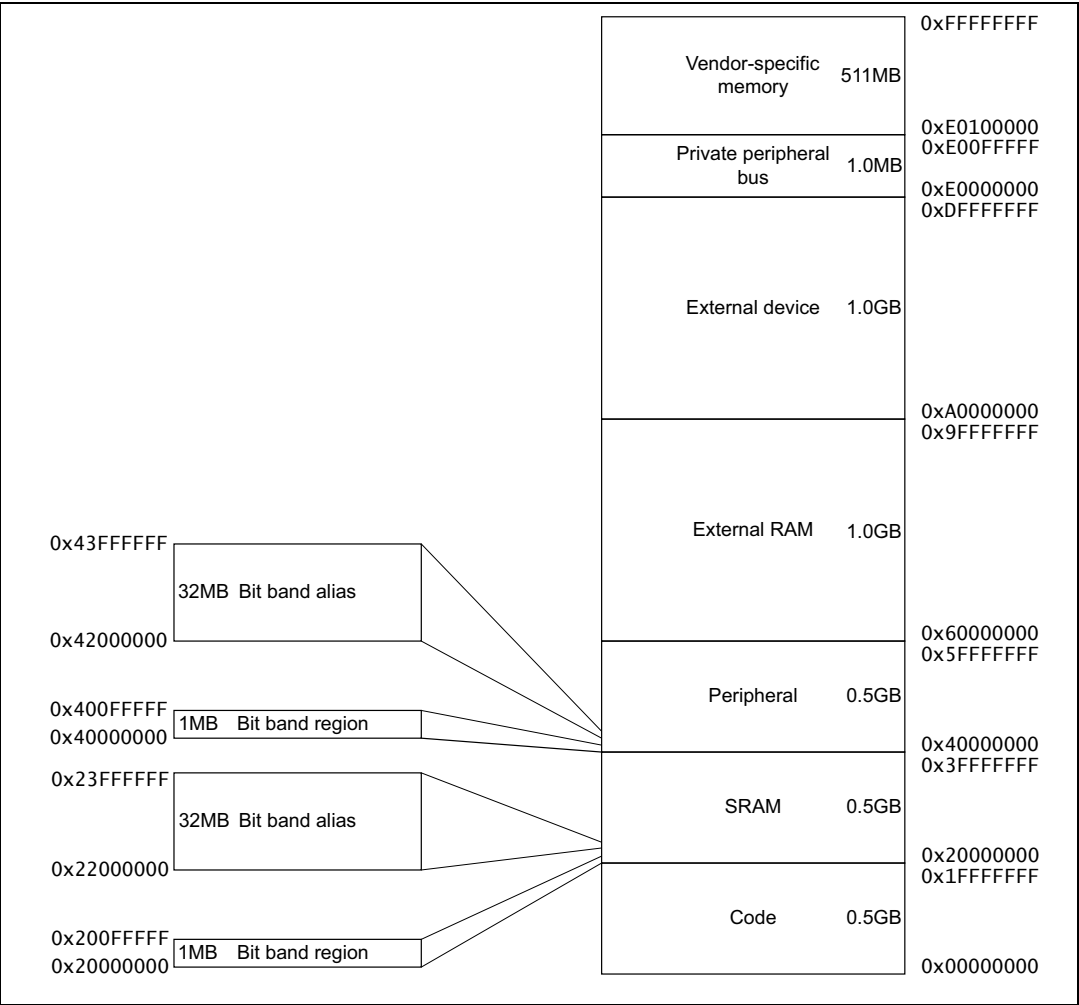 0xFFFFFFFF
Vendor-specific
memory
511MB
0xE0100000
0xE00FFFFF
Private peripheral
bus
1.0MB
0xE0000000
0xDFFFFFFF
External device 1.0GB
0xA0000000
0x9FFFFFFF
External RAM 1.0GB
0x60000000
0x5FFFFFFF
Peripheral 0.5GB
0x40000000
0x3FFFFFFF
SRAM 0.5GB
0x20000000
0x1FFFFFFF
Code 0.5GB
0x00000000
0x43FFFFFF
32MB Bit band alias
0x42000000
0x400FFFFF
1MB Bit band region
0x40000000
0x23FFFFFF
32MB Bit band alias
0x22000000
0x200FFFFF
1MB Bit band region
0x20000000